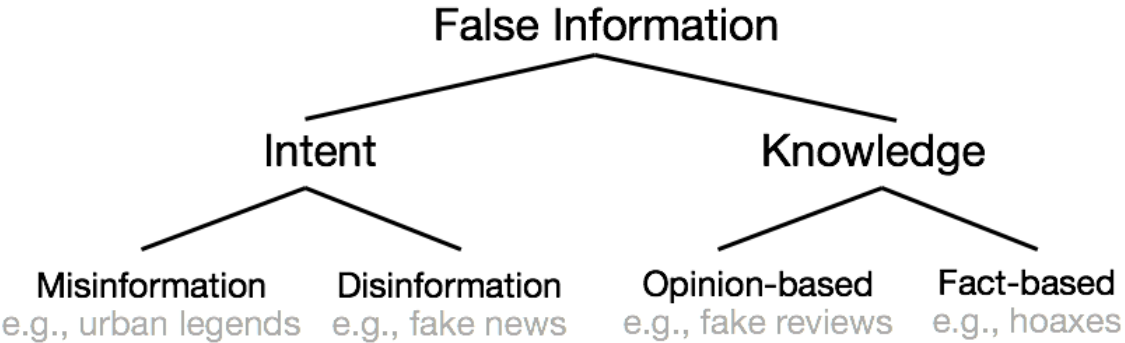 False Information
Intent
Knowledge
Misinformation
e.g., urban legends
Disinformation
e.g., fake news
Opinion-based
e.g., fake reviews
Fact-based
e.g., hoaxes